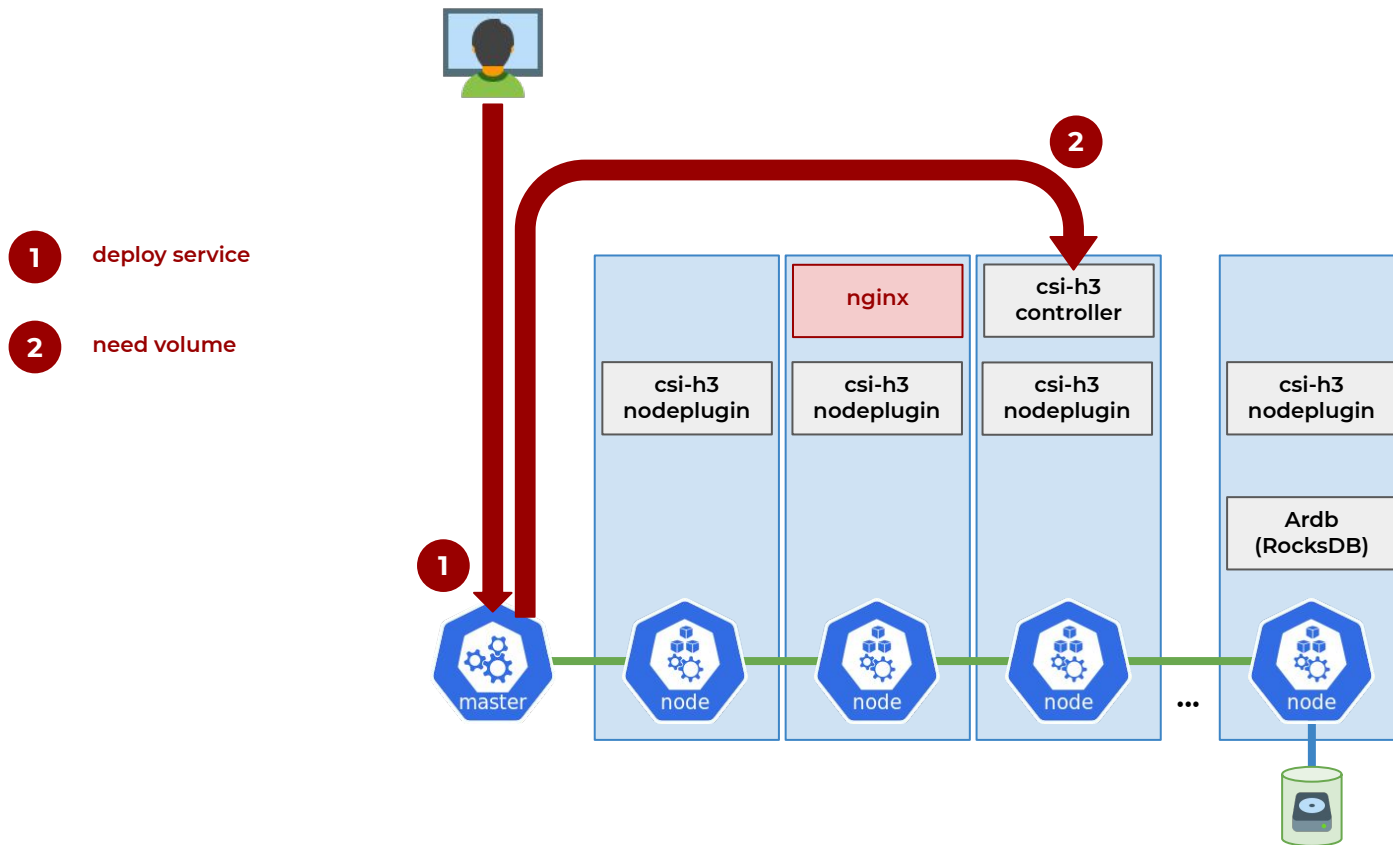 2
1
deploy service
nginx
csi-h3
controller
2
need volume
csi-h3
nodeplugin
csi-h3
nodeplugin
csi-h3
nodeplugin
csi-h3
nodeplugin
Ardb
(RocksDB)
1
master
node
node
node
...
node